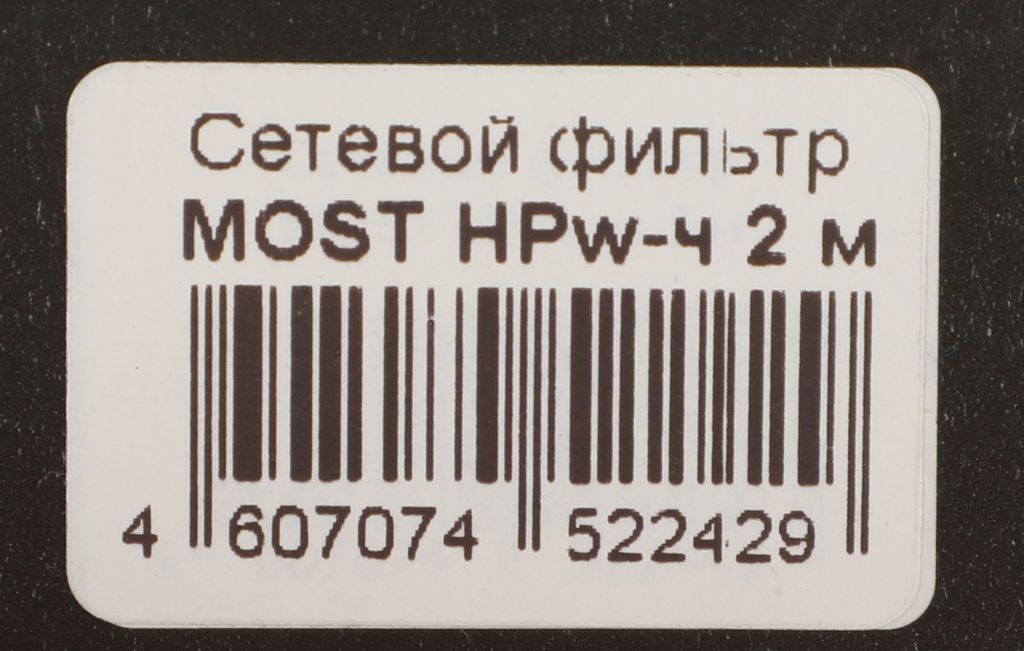 Сетевой фильтр
MOST HPw-ч 2 м
4 607074 522429